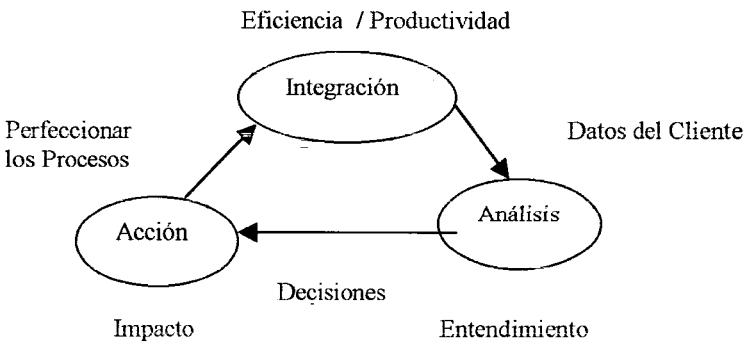 Eficiencia / Productividad
Integración
Perfeccionar
los Procesos
Datos del Cliente
Acción
Análisis
Decisiones
Impacto
Entendimiento